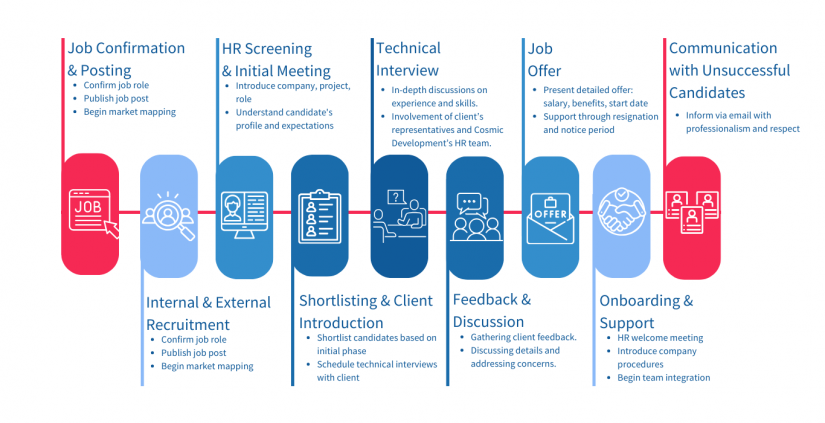 Job Confirmation
& Posting
• Confirm job role
• Publish job post
• Begin market mapping
HR Screening
& Initial Meeting
• Introduce company, project,
role
• Understand candidate's
profile and expectations
Technical
Interview
• In-depth discussions on
experience and skills.
• Involvement of client's
representatives and Cosmic
Development's HR team.
Job
Offer
• Present detailed offer:
salary, benefits, start date
• Support through resignation
and notice period
Communication
with Unsuccessful
Candidates
• Inform via email with
professionalism and respect
JOB
?
OFFER
Internal & External
Recruitment
• Confirm job role
• Publish job post
• Begin market mapping
Shortlisting & Client
Introduction
• Shortlist candidates based on
initial phase
• Schedule technical interviews
with client
Feedback &
Discussion
• Gathering client feedback.
• Discussing details and
addressing concerns.
Onboarding &
Support
• HR welcome meeting
• Introduce company
procedures
• Begin team integration